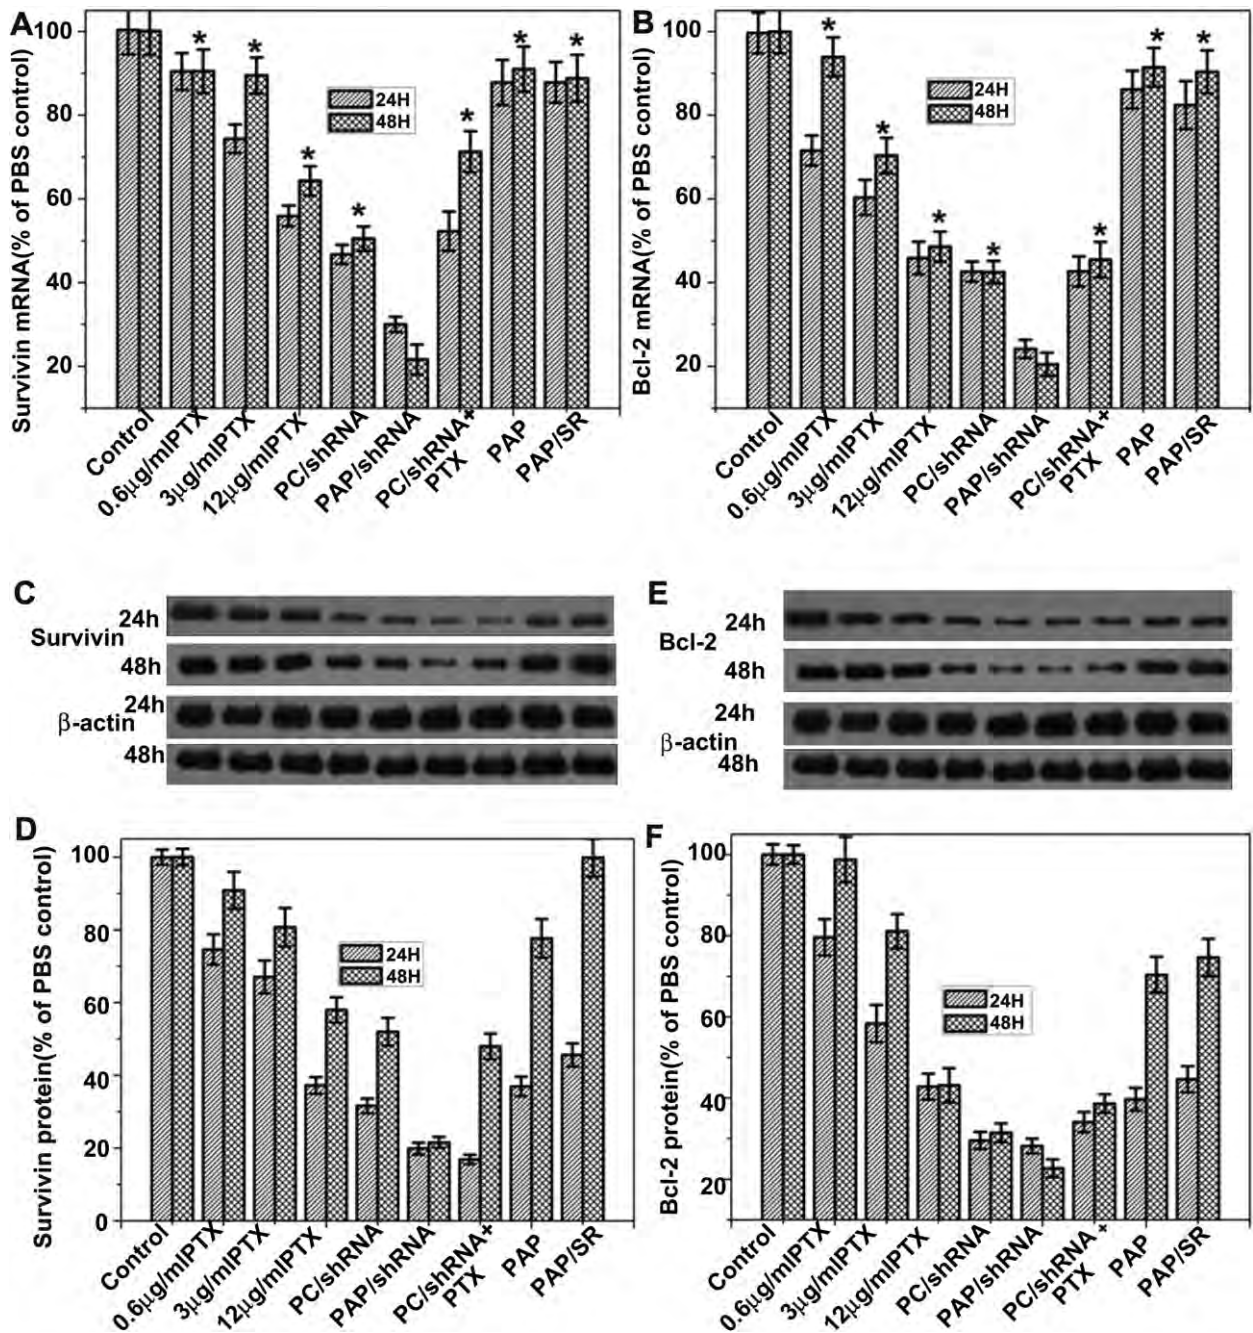 A
Survivin mRNA(% of PBS control)
100
80
60
40
20
24H
48H
* * * * * * *
Control
0.6μg/mlPTX
3μg/mlPTX
12μg/mlPTX
PC/shRNA
PAP/shRNA
PC/shRNA+
PTX
PAP
PAP/SR
B
Bcl-2 mRNA(% of PBS control)
100
80
60
40
20
24H
48H
* * * * * * *
Control
0.6μg/mlPTX
3μg/mlPTX
12μg/mlPTX
PC/shRNA
PAP/shRNA
PC/shRNA+
PTX
PAP
PAP/SR
C
Survivin
24h
48h
β-actin
24h
48h
E
Bcl-2
24h
48h
β-actin
24h
48h
D
Survivin protein(% of PBS control)
100
80
60
40
20
0
24H
48H
Control
0.6μg/mlPTX
3μg/mlPTX
12μg/mlPTX
PC/shRNA
PAP/shRNA
PC/shRNA+
PTX
PAP
PAP/SR
F
Bcl-2 protein(% of PBS control)
100
80
60
40
20
24H
48H
Control
0.6μg/mlPTX
3μg/mlPTX
12μg/mlPTX
PC/shRNA
PAP/shRNA
PC/shRNA+
PTX
PAP
PAP/SR